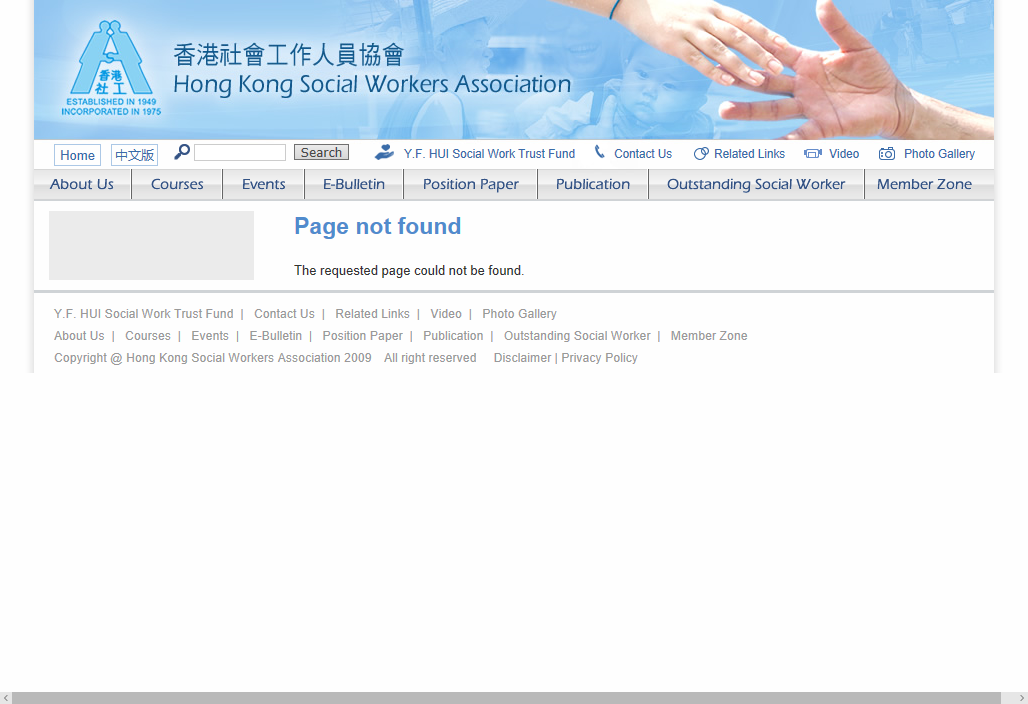 香港社會工作人員協會
Hong Kong Social Workers Association
香港
社工
ESTABLISHED IN 1949
INCORPORATED IN 1975
Home 中文版 Search Y.F. HUI Social Work Trust Fund Contact Us Related Links Video Photo Gallery
About Us Courses Events E-Bulletin Position Paper Publication Outstanding Social Worker Member Zone
Page not found
The requested page could not be found.
Y.F. HUI Social Work Trust Fund | Contact Us | Related Links | Video | Photo Gallery
About Us | Courses | Events | E-Bulletin | Position Paper | Publication | Outstanding Social Worker | Member Zone
Copyright @ Hong Kong Social Workers Association 2009 All right reserved Disclaimer | Privacy Policy